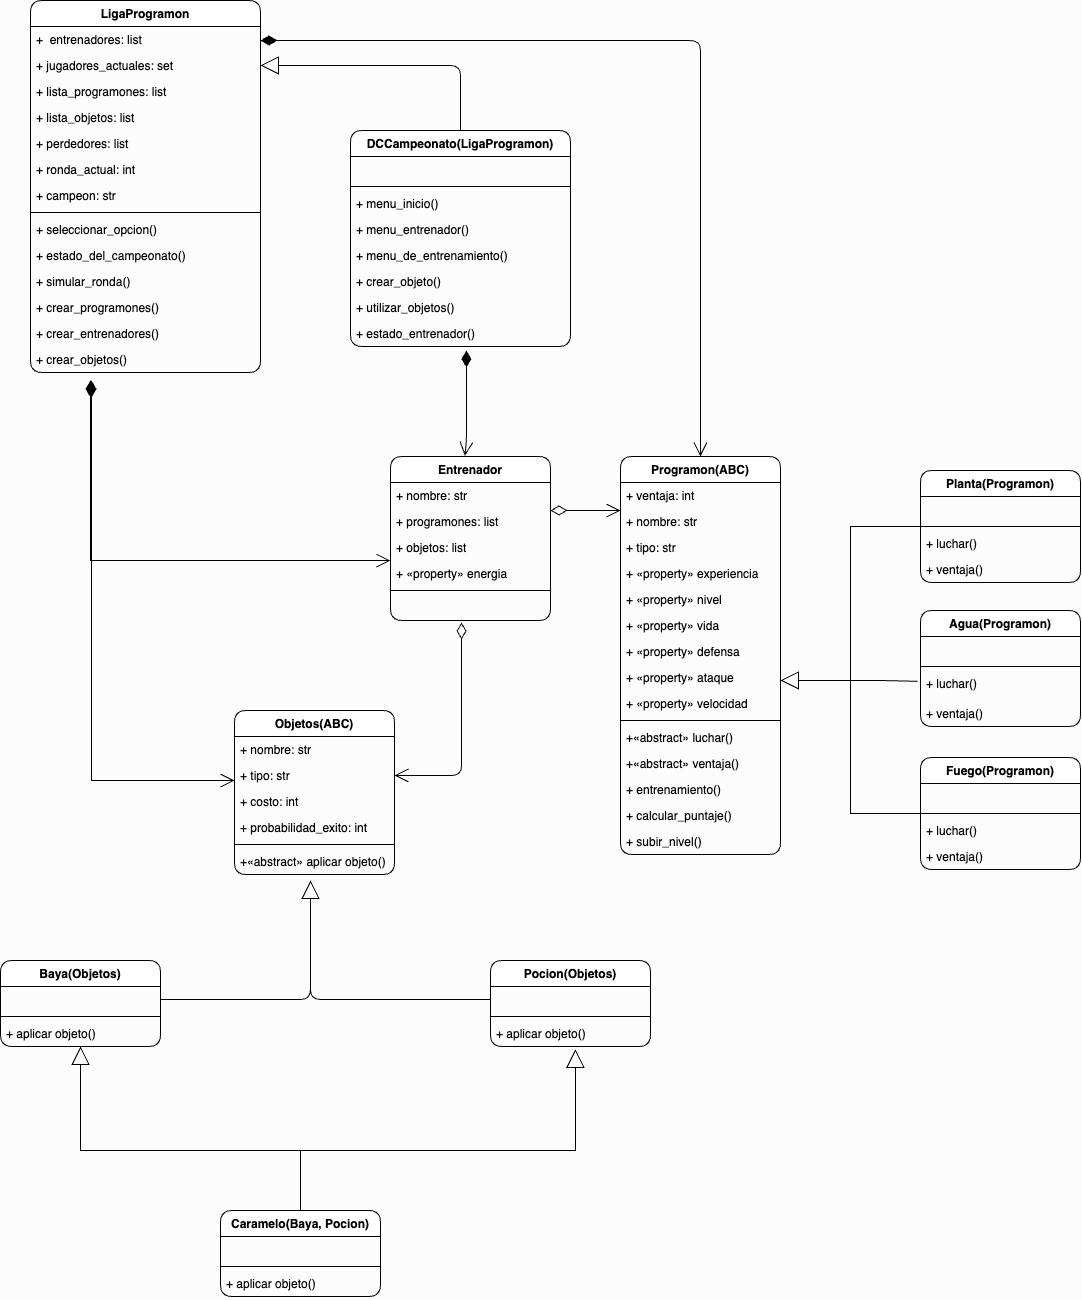 LigaProgramon
+ entrenadores: list
+ jugadores_actuales: set
+ lista_programones: list
+ lista_objetos: list
+ perdedores: list
+ ronda_actual: int
+ campeon: str
+ seleccionar_opcion()
+ estado_del_campeonato()
+ simular_ronda()
+ crear_programones()
+ crear_entrenadores()
+ crear_objetos()
DCCampeonato(LigaProgramon)
+ menu_inicio()
+ menu_entrenador()
+ menu_de_entrenamiento()
+ crear_objeto()
+ utilizar_objetos()
+ estado_entrenador()
Entrenador
+ nombre: str
+ programones: list
+ objetos: list
+ «property» energia
Programon(ABC)
+ ventaja: int
+ nombre: str
+ tipo: str
+ «property» experiencia
+ «property» nivel
+ «property» vida
+ «property» defensa
+ «property» ataque
+ «property» velocidad
+«abstract» luchar()
+«abstract» ventaja()
+ entrenamiento()
+ calcular_puntaje()
+ subir_nivel()
Planta(Programon)
+ luchar()
+ ventaja()
Agua(Programon)
+ luchar()
+ ventaja()
Fuego(Programon)
+ luchar()
+ ventaja()
Objetos(ABC)
+ nombre: str
+ tipo: str
+ costo: int
+ probabilidad_exito: int
+«abstract» aplicar objeto()
Baya(Objetos)
+ aplicar objeto()
Pocion(Objetos)
+ aplicar objeto()
Caramelo(Baya, Pocion)
+ aplicar objeto()